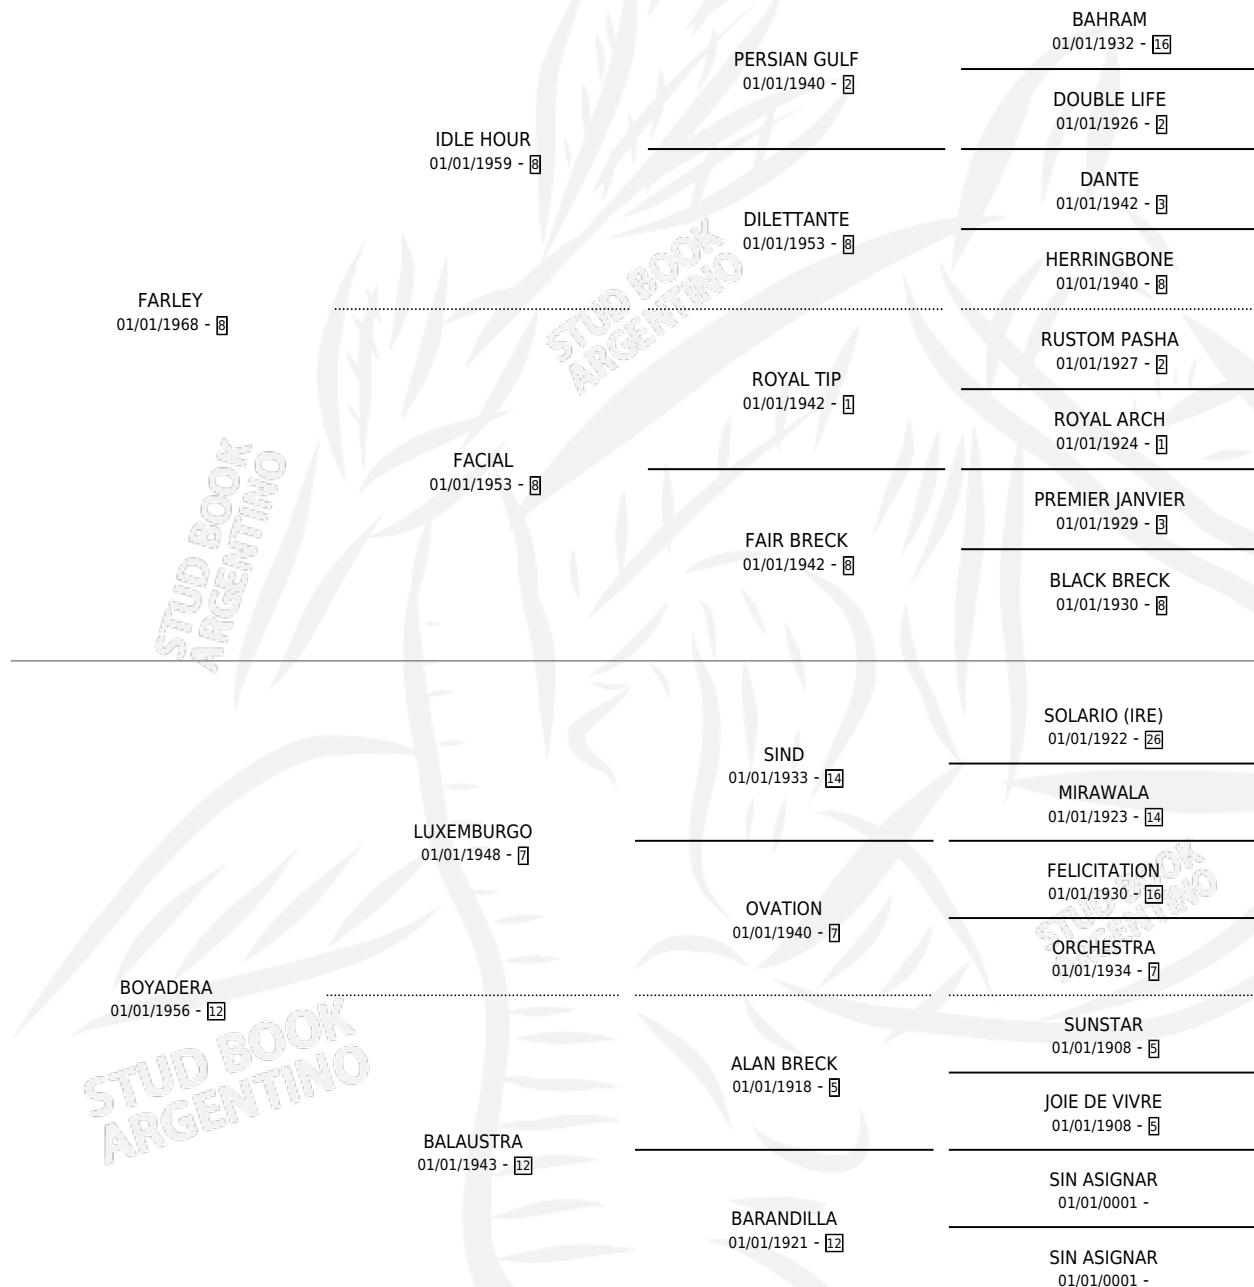 BAHRAM
01/01/1932 - 16
PERSIAN GULF
01/01/1940 - 2
DOUBLE LIFE
01/01/1926 - 2
IDLE HOUR
01/01/1959 - 8
DANTE
01/01/1942 - 3
DILETTANTE
01/01/1953 - 8
HERRINGBONE
01/01/1940 - 8
FARLEY
01/01/1968 - 8
RUSTOM PASHA
01/01/1927 - 2
ROYAL TIP
01/01/1942 - 1
ROYAL ARCH
01/01/1924 - 1
FACIAL
01/01/1953 - 8
PREMIER JANVIER
01/01/1929 - 3
FAIR BRECK
01/01/1942 - 8
BLACK BRECK
01/01/1930 - 8
SOLARIO (IRE)
01/01/1922 - 26
SIND
01/01/1933 - 14
MIRAWALA
01/01/1923 - 14
LUXEMBURGO
01/01/1948 - 7
FELICITATION
01/01/1930 - 16
OVATION
01/01/1940 - 7
ORCHESTRA
01/01/1934 - 7
BOYADERA
01/01/1956 - 12
SUNSTAR
01/01/1908 - 5
ALAN BRECK
01/01/1918 - 5
JOIE DE VIVRE
01/01/1908 - 5
BALAUSTRA
01/01/1943 - 12
SIN ASIGNAR
01/01/0001 -
BARANDILLA
01/01/1921 - 12
SIN ASIGNAR
01/01/0001 -
STUD BOOK
ARGENTINO
STUD BOOK
ARGENTINO
STUD BOOK
ARGENTINO
STUD BOOK
ARGENTINO